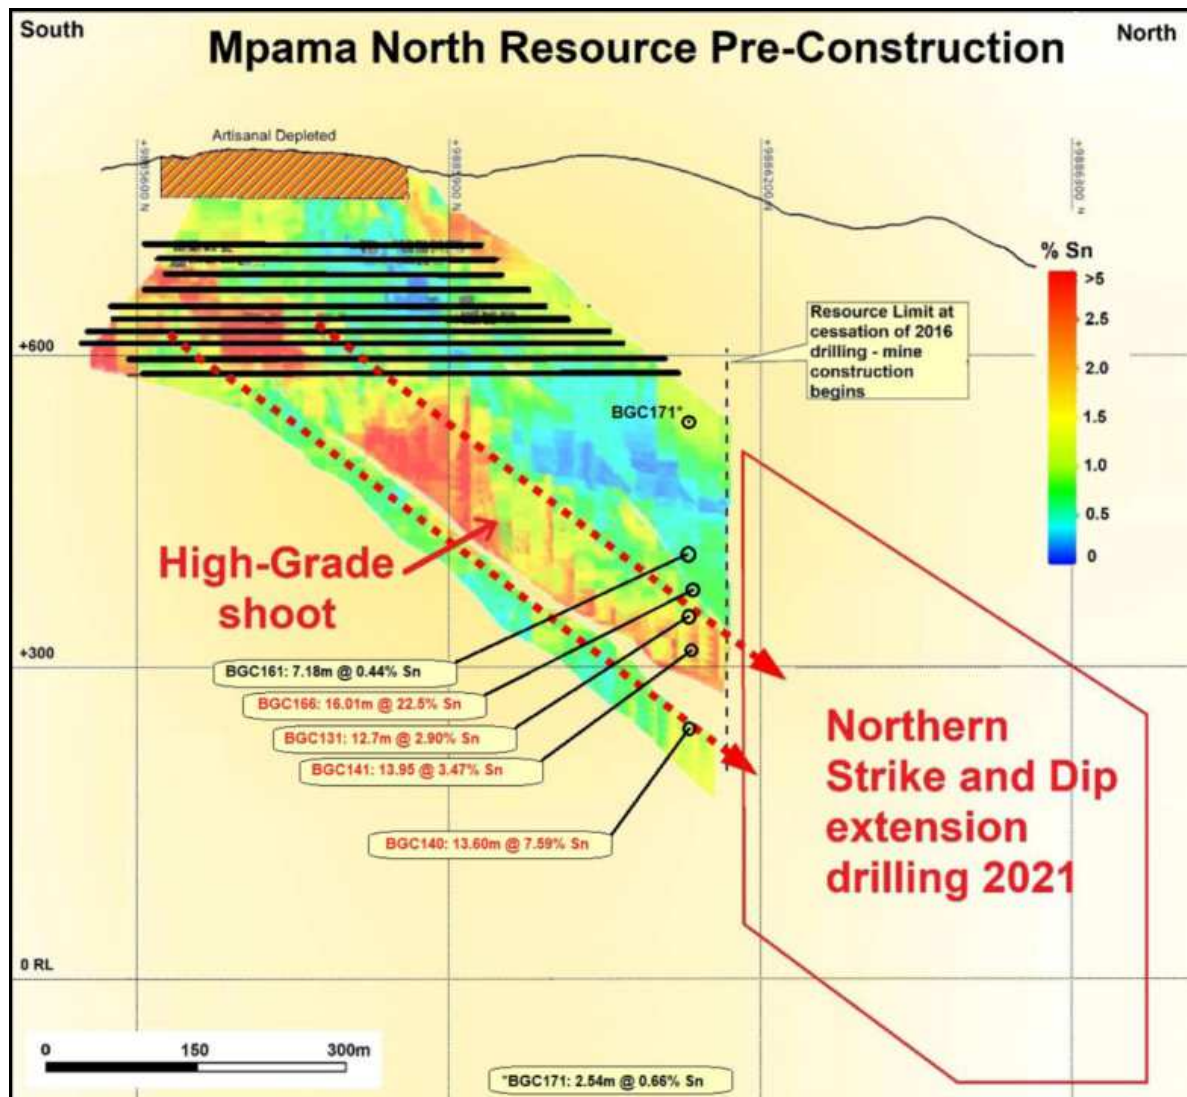 South
North
Mpama North Resource Pre-Construction
Artisanal Depleted
+9885600 N
+9885900 N
+9886200 N
+9886300 N
% Sn
>5
2.5
2.0
1.5
1.0
0.5
0
Resource Limit at
cessation of 2016
drilling - mine
construction
begins
+600
BGC171*
High-Grade
shoot
+300
BGC161: 7.18m @ 0.44% Sn
BGC166: 16.01m @ 22.5% Sn
BGC131: 12.7m @ 2.90% Sn
BGC141: 13.95 @ 3.47% Sn
BGC140: 13.60m @ 7.59% Sn
Northern
Strike and Dip
extension
drilling 2021
0 RL
0 150 300m
*BGC171: 2.54m @ 0.66% Sn